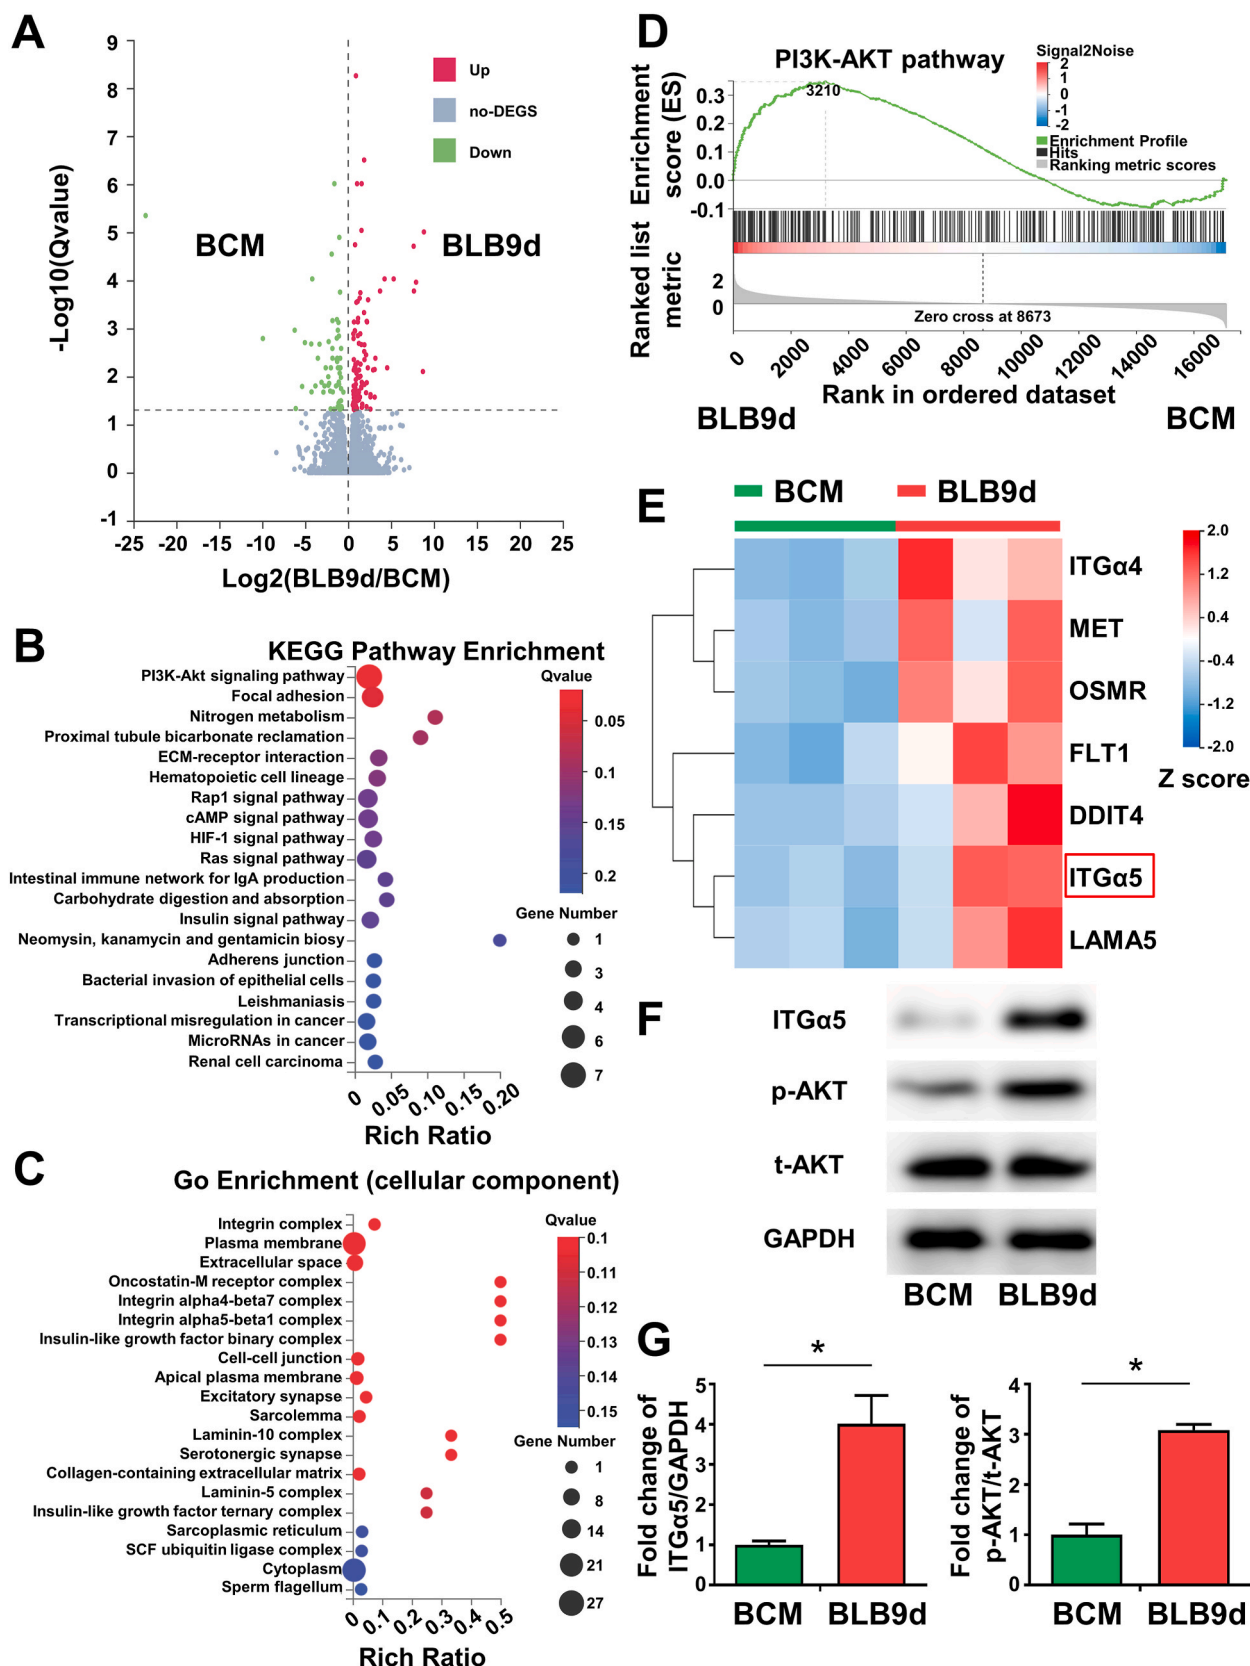 A
9
8
7
6
5
4
3
2
1
0
-1
-Log10(Qvalue)
Up
no-DEGS
Down
BCM
BLB9d
-25
-20
-15
-10
-5
0
5
10
15
20
25
Log2(BLB9d/BCM)
B
KEGG Pathway Enrichment
PI3K-Akt signaling pathway
Focal adhesion
Nitrogen metabolism
Proximal tubule bicarbonate reclamation
ECM-receptor interaction
Hematopoietic cell lineage
Rap1 signal pathway
cAMP signal pathway
HIF-1 signal pathway
Ras signal pathway
Intestinal immune network for IgA production
Carbohydrate digestion and absorption
Insulin signal pathway
Neomysin, kanamycin and gentamicin biosy
Adherens junction
Bacterial invasion of epithelial cells
Leishmaniasis
Transcriptional misregulation in cancer
MicroRNAs in cancer
Renal cell carcinoma
0
0.05
0.10
0.15
0.20
Rich Ratio
Qvalue
0.05
0.1
0.15
0.2
Gene Number
1
3
4
6
7
C
Go Enrichment (cellular component)
Integrin complex
Plasma membrane
Extracellular space
Oncostatin-M receptor complex
Integrin alpha4-beta7 complex
Integrin alpha5-beta1 complex
Insulin-like growth factor binary complex
Cell-cell junction
Apical plasma membrane
Excitatory synapse
Sarcolemma
Laminin-10 complex
Serotonergic synapse
Collagen-containing extracellular matrix
Laminin-5 complex
Insulin-like growth factor ternary complex
Sarcoplasmic reticulum
SCF ubiquitin ligase complex
Cytoplasm
Sperm flagellum
0
0.1
0.2
0.3
0.4
0.5
Rich Ratio
Qvalue
0.1
0.11
0.12
0.13
0.14
0.15
Gene Number
1
8
14
21
27
D
PI3K-AKT pathway
Enrichment
score (ES)
0.3
0.2
0.1
0.0
-0.1
3210
Signal2Noise
2
1
0
-1
-2
Enrichment Profile
Hits
Ranking metric scores
Ranked list
metric
2
0
Zero cross at 8673
0
2000
4000
6000
8000
10000
12000
14000
16000
Rank in ordered dataset
BLB9d
BCM
E
BCM
BLB9d
ITGα4
MET
OSMR
FLT1
DDIT4
ITGα5
LAMA5
2.0
1.2
0.4
-0.4
-1.2
-2.0
Z score
F
ITGα5
p-AKT
t-AKT
GAPDH
BCM
BLB9d
G
Fold change of
ITGα5/GAPDH
5
4
3
2
1
0
*
BCM
BLB9d
Fold change of
p-AKT/t-AKT
4
3
2
1
0
*
BCM
BLB9d